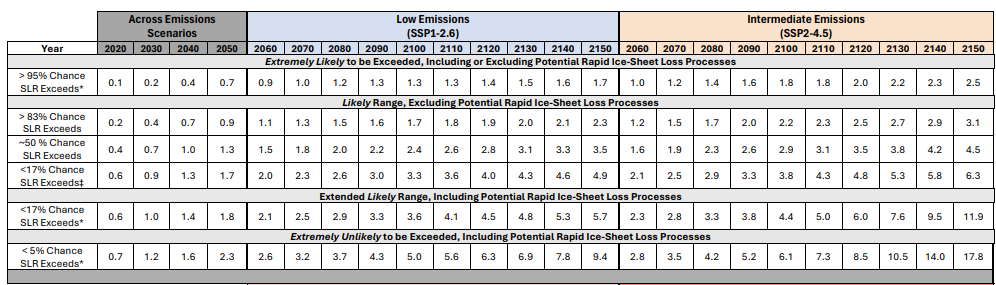 Across Emissions Scenarios Low Emissions (SSP1-2.6) Intermediate Emissions (SSP2-4.5)
Year 2020 2030 2040 2050 2060 2070 2080 2090 2100 2110 2120 2130 2140 2150 2060 2070 2080 2090 2100 2110 2120 2130 2140 2150
Extremely Likely to be Exceeded, Including or Excluding Potential Rapid Ice-Sheet Loss Processes
> 95% Chance SLR Exceeds* 0.1 0.2 0.4 0.7 0.9 1.0 1.2 1.3 1.3 1.3 1.4 1.5 1.6 1.7 1.0 1.2 1.4 1.6 1.8 1.8 2.0 2.2 2.3 2.5
Likely Range, Excluding Potential Rapid Ice-Sheet Loss Processes
> 83% Chance SLR Exceeds 0.2 0.4 0.7 0.9 1.1 1.3 1.5 1.6 1.7 1.8 1.9 2.0 2.1 2.3 1.2 1.5 1.7 2.0 2.2 2.3 2.5 2.7 2.9 3.1
~50 % Chance SLR Exceeds 0.4 0.7 1.0 1.3 1.5 1.8 2.0 2.2 2.4 2.6 2.8 3.1 3.3 3.5 1.6 1.9 2.3 2.6 2.9 3.1 3.5 3.8 4.2 4.5
<17% Chance SLR Exceeds‡ 0.6 0.9 1.3 1.7 2.0 2.3 2.6 3.0 3.3 3.6 4.0 4.3 4.6 4.9 2.1 2.5 2.9 3.3 3.8 4.3 4.8 5.3 5.8 6.3
Extended Likely Range, Including Potential Rapid Ice-Sheet Loss Processes
<17% Chance SLR Exceeds* 0.6 1.0 1.4 1.8 2.1 2.5 2.9 3.3 3.6 4.1 4.5 4.8 5.3 5.7 2.3 2.8 3.3 3.8 4.4 5.0 6.0 7.6 9.5 11.9
Extremely Unlikely to be Exceeded, Including Potential Rapid Ice-Sheet Loss Processes
< 5% Chance SLR Exceeds* 0.7 1.2 1.6 2.3 2.6 3.2 3.7 4.3 5.0 5.6 6.3 6.9 7.8 9.4 2.8 3.5 4.2 5.2 6.1 7.3 8.5 10.5 14.0 17.8